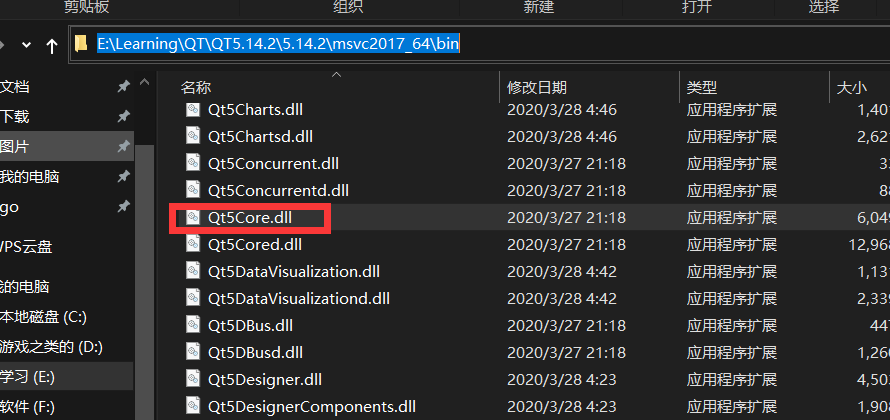 剪贴板 组织 新建 打开 选择
E:\Learning\QT\QT5.14.2\5.14.2\msvc2017_64\bin
文档
下载
图片
我的电脑
go
WPS云盘
我的电脑
本地磁盘 (C:)
游戏之类的 (D:)
学习 (E:)
软件 (F:)
名称 修改日期 类型 大小
Qt5Charts.dll 2020/3/28 4:46 应用程序扩展 1,401
Qt5Chartsd.dll 2020/3/28 4:46 应用程序扩展 2,621
Qt5Concurrent.dll 2020/3/27 21:18 应用程序扩展 33
Qt5Concurrentd.dll 2020/3/27 21:18 应用程序扩展 88
Qt5Core.dll 2020/3/27 21:18 应用程序扩展 6,049
Qt5Cored.dll 2020/3/27 21:18 应用程序扩展 12,968
Qt5DataVisualization.dll 2020/3/28 4:42 应用程序扩展 1,131
Qt5DataVisualizationd.dll 2020/3/28 4:42 应用程序扩展 2,339
Qt5DBus.dll 2020/3/27 21:18 应用程序扩展 447
Qt5DBusd.dll 2020/3/27 21:18 应用程序扩展 1,260
Qt5Designer.dll 2020/3/28 4:23 应用程序扩展 4,503
Qt5DesignerComponents.dll 2020/3/28 4:23 应用程序扩展 1,908